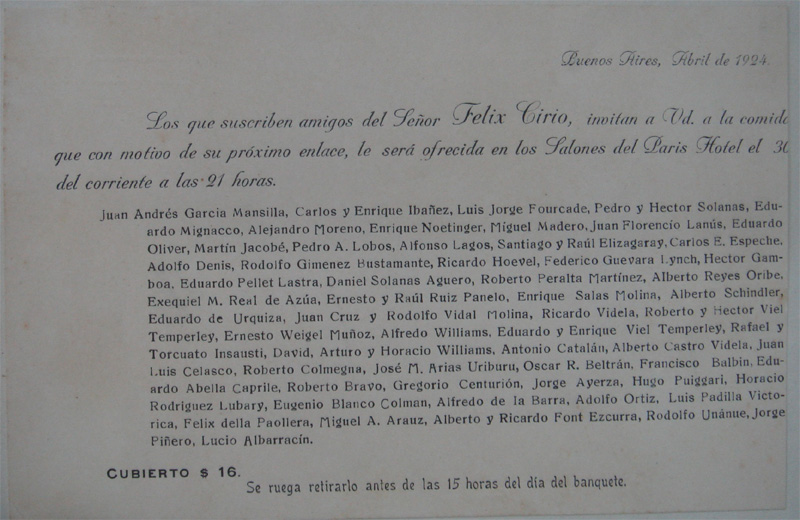 Buenos Aires, Abril de 1924.
Los que suscriben amigos del Señor Felix Cirio, invitan a Vd. a la comida
que con motivo de su próximo enlace, le será ofrecida en los Salones del Paris Hotel el 30
del corriente a las 21 horas.
Juan Andrés Garcia Mansilla, Carlos y Enrique Ibañez, Luis Jorge Fourcade, Pedro y Hector Solanas, Edu-
ardo Mignacco, Alejandro Moreno, Enrique Noetinger, Miguel Madero, Juan Florencio Lanús, Eduardo
Oliver, Martín Jacobé, Pedro A. Lobos, Alfonso Lagos, Santiago y Raúl Elizagaray, Carlos E. Espeche,
Adolfo Denis, Rodolfo Gimenez Bustamante, Ricardo Hoevel, Federico Guevara Lynch, Hector Gam-
boa, Eduardo Pellet Lastra, Daniel Solanas Aguero, Roberto Peralta Martínez, Alberto Reyes Oribe,
Exequiel M. Real de Azúa, Ernesto y Raúl Ruiz Panelo, Enrique Salas Molina, Alberto Schindler,
Eduardo de Urquiza, Juan Cruz y Rodolfo Vidal Molina, Ricardo Videla, Roberto y Hector Viel
Temperley, Ernesto Weigel Muñoz, Alfredo Williams, Eduardo y Enrique Viel Temperley, Rafael y
Torcuato Insausti, David, Arturo y Horacio Williams, Antonio Catalán, Alberto Castro Videla, Juan
Luis Celasco, Roberto Colmegna, José M. Arias Uriburu, Oscar R. Beltrán, Francisco Balbin, Edu-
ardo Abella Caprile, Roberto Bravo, Gregorio Centurión, Jorge Ayerza, Hugo Puiggari, Horacio
Rodriguez Lubary, Eugenio Blanco Colman, Alfredo de la Barra, Adolfo Ortiz, Luis Padilla Victo-
rica, Felix della Paollera, Miguel A. Arauz, Alberto y Ricardo Font Ezcurra, Rodolfo Unánue, Jorge
Piñero, Lucio Albarracín.
CUBIERTO $ 16.
Se ruega retirarlo antes de las 15 horas del día del banquete.